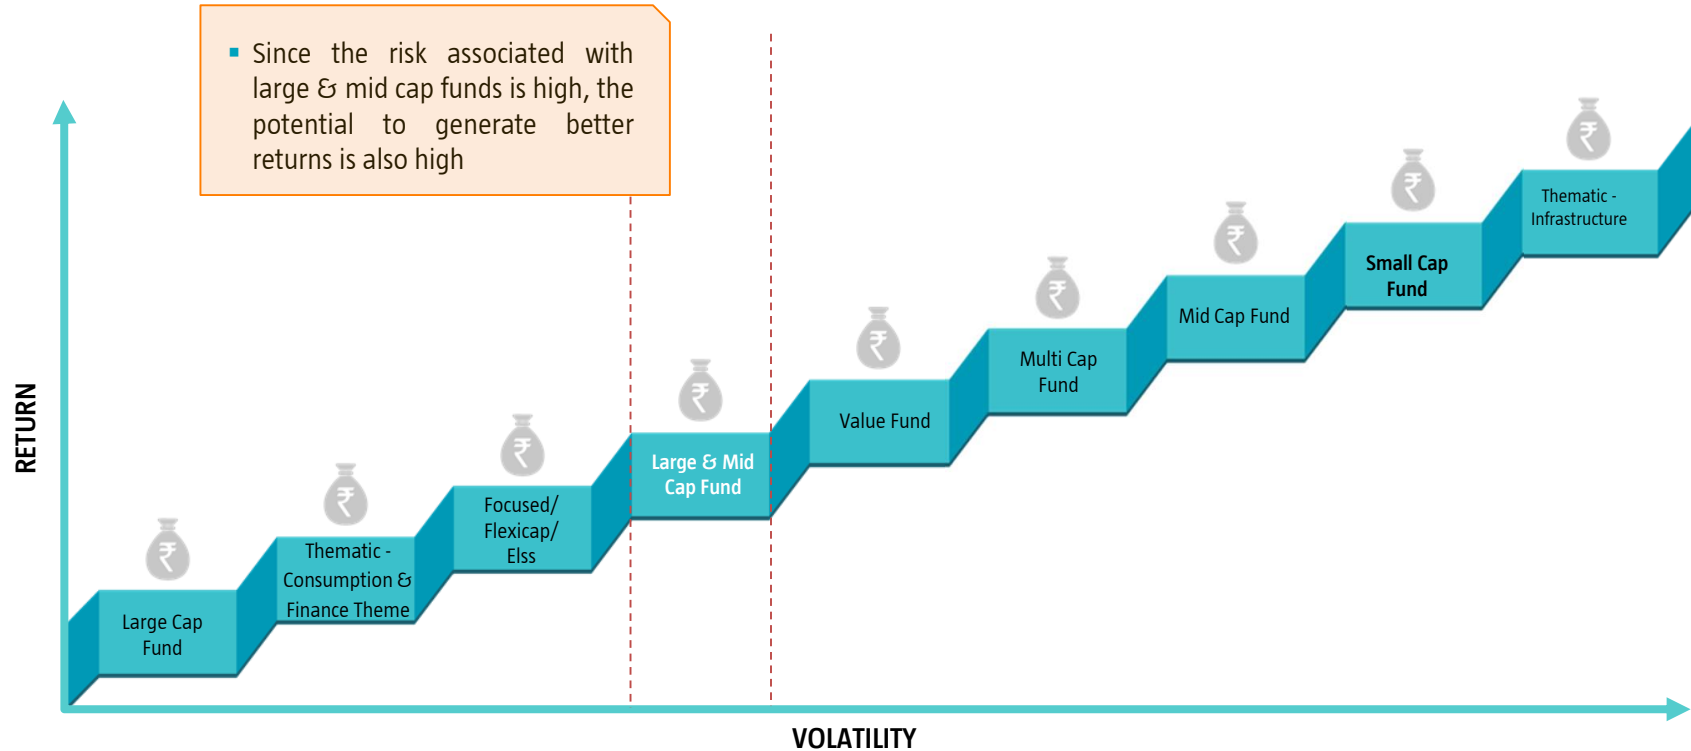 Since the risk associated with
large & mid cap funds is high, the
potential to generate better
returns is also high
RETURN
Large Cap
Fund
Thematic -
Consumption &
Finance Theme
Focused/
Flexicap/
Elss
Large & Mid
Cap Fund
Value Fund
Multi Cap
Fund
Mid Cap Fund
Small Cap
Fund
Thematic -
Infrastructure
₹
₹
₹
₹
₹
₹
₹
₹
₹
VOLATILITY